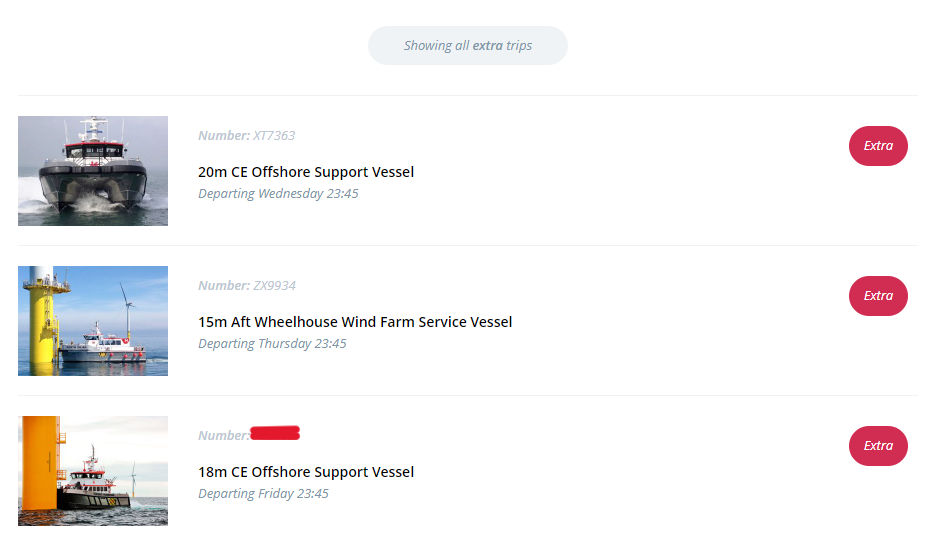 Showing all extra trips
Number: XT7363
Extra
20m CE Offshore Support Vessel
Departing Wednesday 23:45
Number: ZX9934
Extra
15m Aft Wheelhouse Wind Farm Service Vessel
Departing Thursday 23:45
Number:
Extra
18m CE Offshore Support Vessel
Departing Friday 23:45